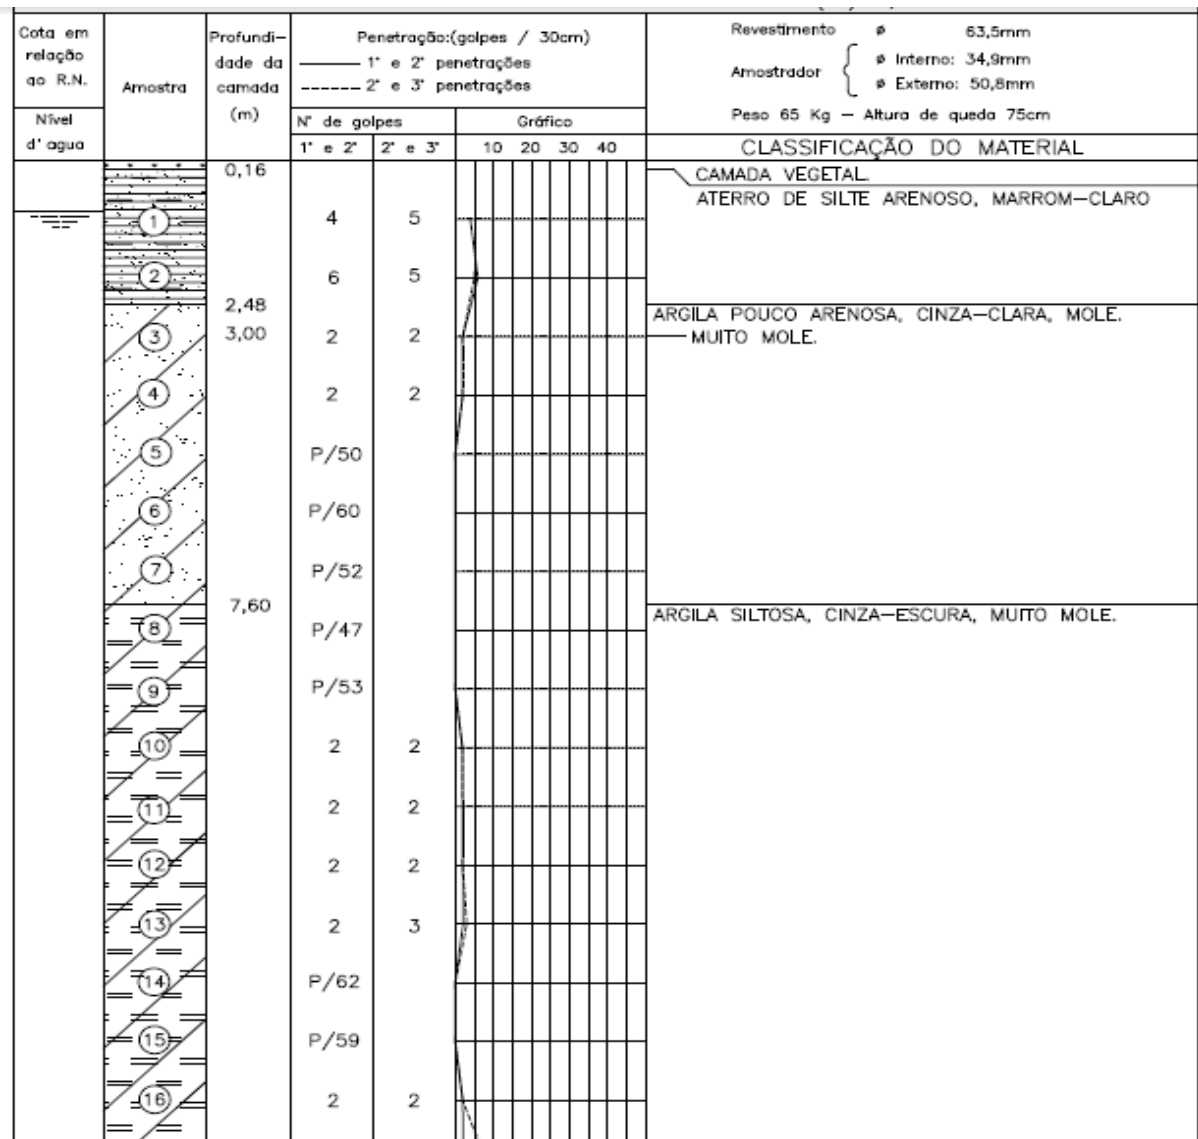 Cota em
relação
ao R.N.
Nível
d'agua
Amostra
Profundi-
dade da
camada
(m)
Penetração:(golpes / 30cm)
1ª e 2ª penetrações
2ª e 3ª penetrações
Nº de golpes
Gráfico
1ª e 2ª 2ª e 3ª 10 20 30 40
Revestimento ø 63,5mm
Amostrador
ø Interno: 34,9mm
ø Externo: 50,8mm
Peso 65 Kg – Altura de queda 75cm
CLASSIFICAÇÃO DO MATERIAL
0,16
CAMADA VEGETAL.
ATERRO DE SILTE ARENOSO, MARROM-CLARO
1 4 5
2 6 5
2,48
ARGILA POUCO ARENOSA, CINZA-CLARA, MOLE.
3 3,00 2 2 MUITO MOLE.
4 2 2
5 P/50
6 P/60
7 P/52
7,60
ARGILA SILTOSA, CINZA-ESCURA, MUITO MOLE.
8 P/47
9 P/53
10 2 2
11 2 2
12 2 2
13 2 3
14 P/62
15 P/59
16 2 2